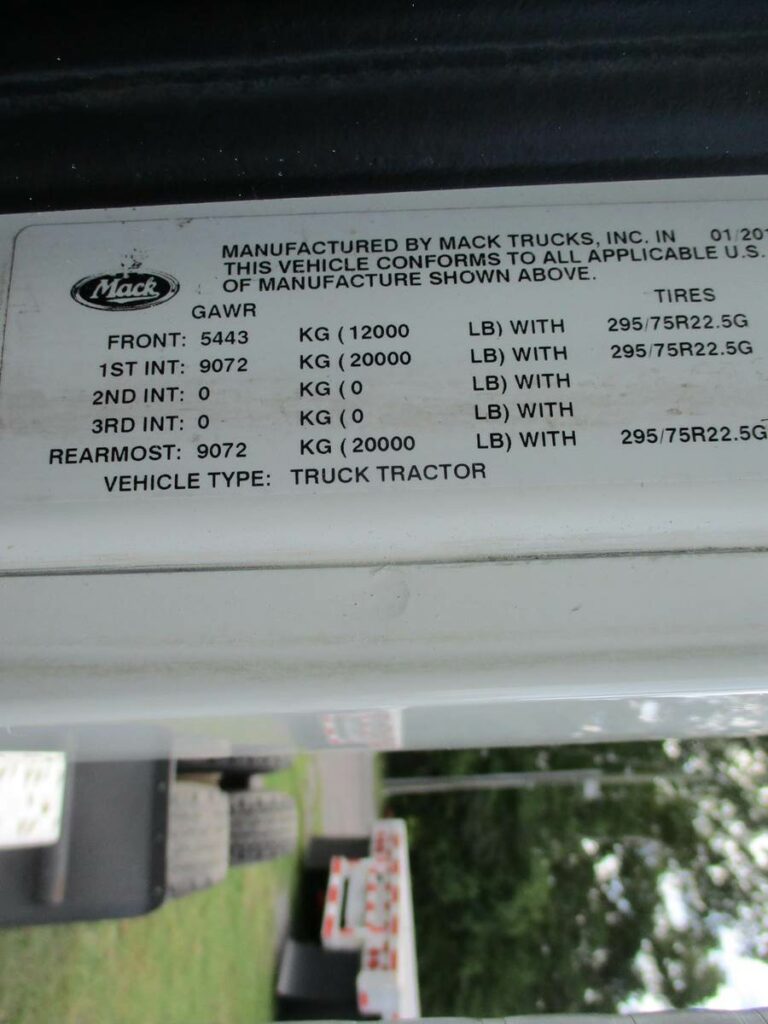 Mack
MANUFACTURED BY MACK TRUCKS, INC. IN 01/201
THIS VEHICLE CONFORMS TO ALL APPLICABLE U.S.
OF MANUFACTURE SHOWN ABOVE.
GAWR TIRES
FRONT: 5443 KG ( 12000 LB) WITH 295/75R22.5G
1ST INT: 9072 KG ( 20000 LB) WITH 295/75R22.5G
2ND INT: 0 KG ( 0 LB) WITH
3RD INT: 0 KG ( 0 LB) WITH
REARMOST: 9072 KG ( 20000 LB) WITH 295/75R22.5G
VEHICLE TYPE: TRUCK TRACTOR